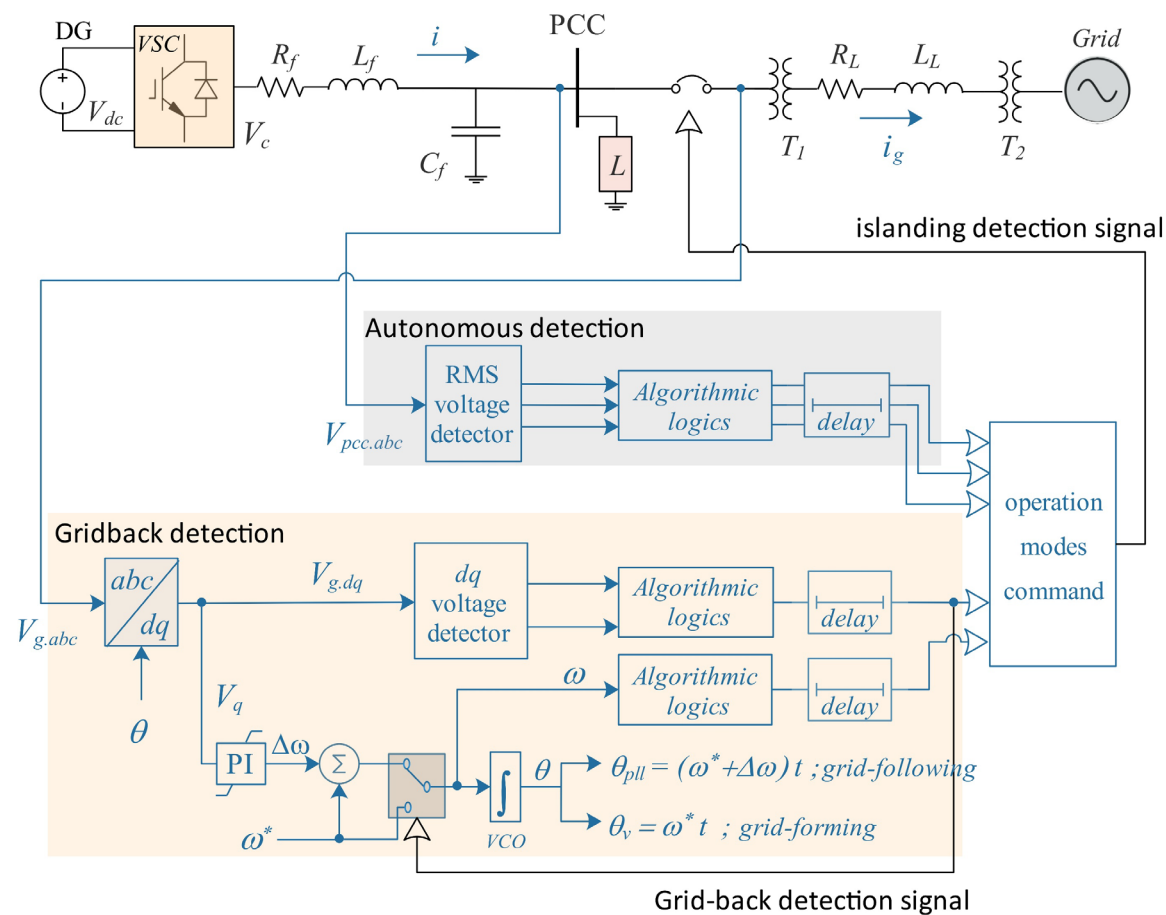 DG
PCC
VSC
R_f
L_f
i
R_L
L_L
Grid
V_dc
V_c
C_f
L
T_1
i_g
T_2
islanding detection signal
Autonomous detection
RMS
voltage
detector
Algorithmic
logics
delay
V_pcc.abc
operation
modes
command
Gridback detection
abc
dq
V_g.dq
dq
voltage
detector
Algorithmic
logics
delay
V_g.abc
θ
V_q
ω
Algorithmic
logics
delay
PI
Δω
Σ
∫
θ
θ_pll = (ω*+Δω) t ;grid-following
ω*
VCO
θ_v = ω* t ; grid-forming
Grid-back detection signal